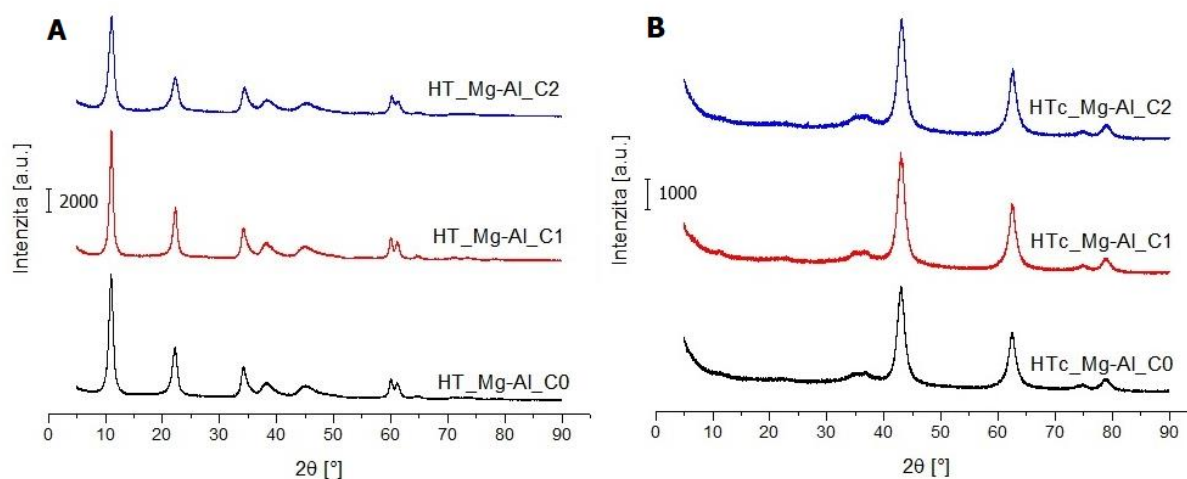 A
HT_Mg-Al_C2
2000
HT_Mg-Al_C1
HT_Mg-Al_C0
Intenzita [a.u.]
0 10 20 30 40 50 60 70 80 90
2θ [°]
B
HTc_Mg-Al_C2
1000
HTc_Mg-Al_C1
HTc_Mg-Al_C0
Intenzita [a.u.]
0 10 20 30 40 50 60 70 80 90
2θ [°]